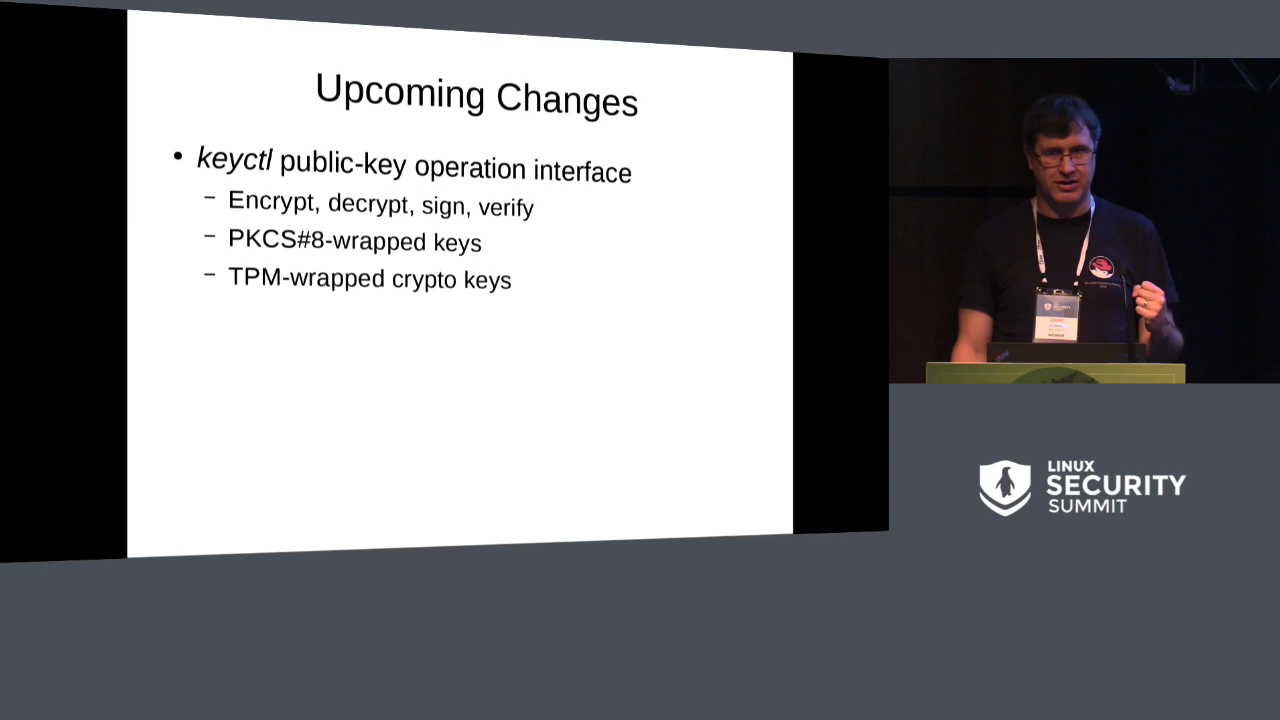 Upcoming Changes
• keyctl public-key operation interface
– Encrypt, decrypt, sign, verify
– PKCS#8-wrapped keys
– TPM-wrapped crypto keys
LINUX
SECURITY
SUMMIT